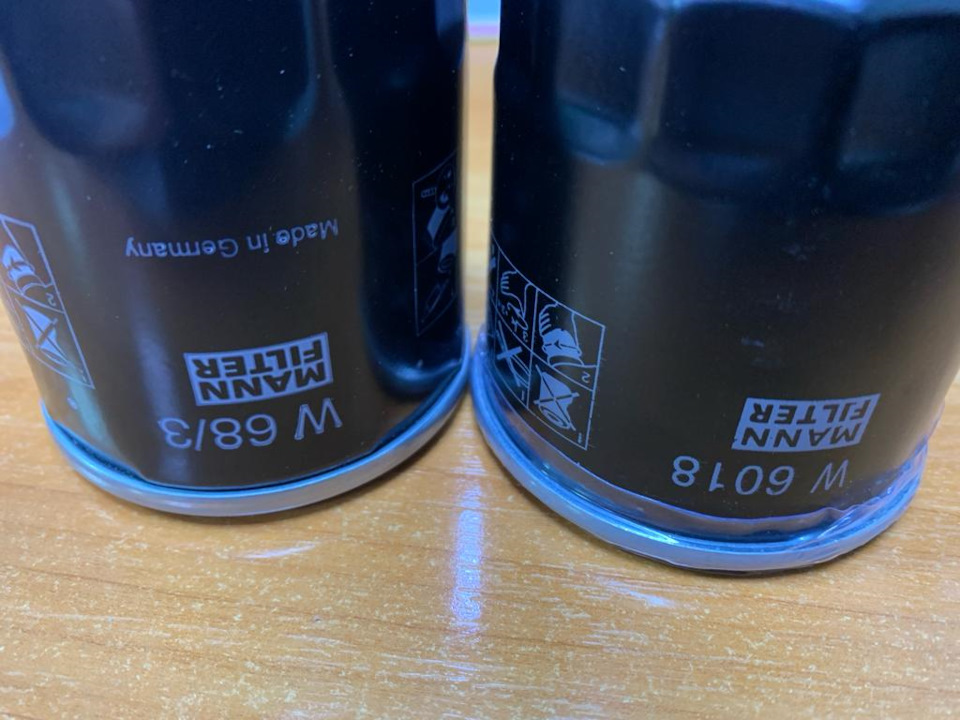 W 68/3
MANN
FILTER
Made in Germany
W 6018
MANN
FILTER